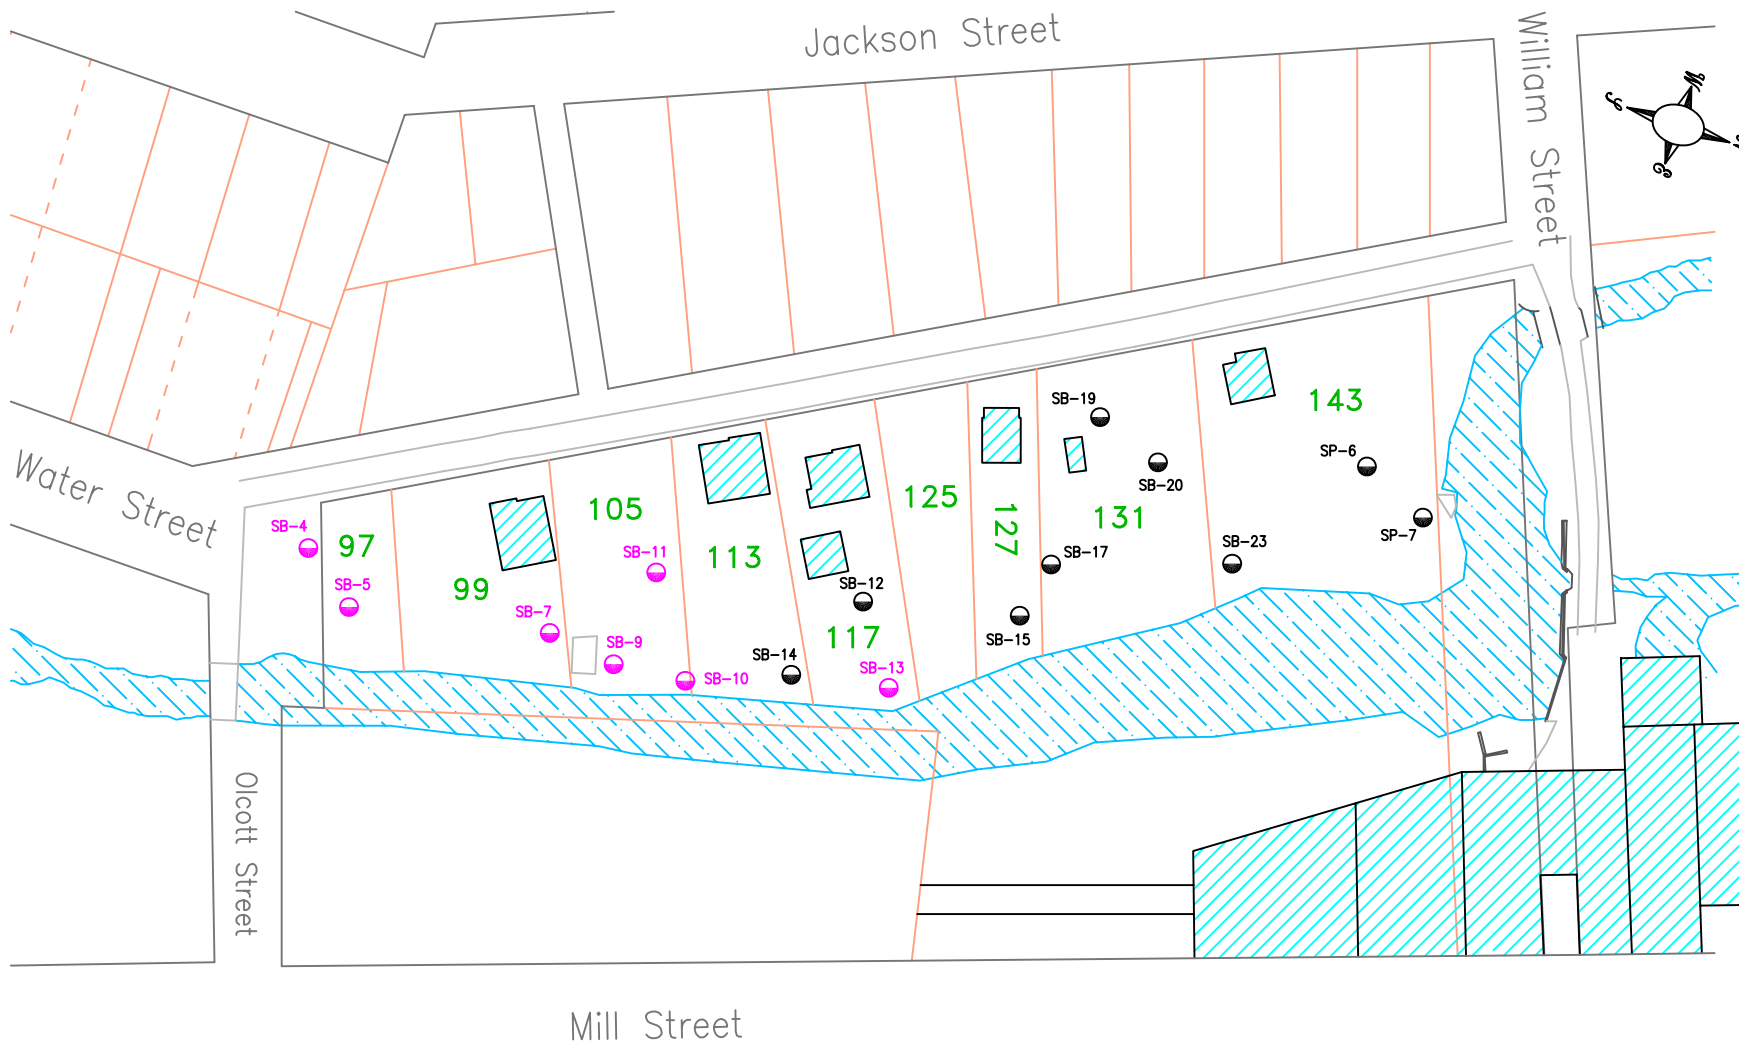 Jackson Street
William Street
W
S
N
E
SB-19
143
SP-6
Water Street
SB-20
SB-4
97
105
125
127
131
SP-7
SB-11
113
SB-17
SB-23
SB-5
99
SB-12
SB-7
117
SB-15
SB-9
SB-14
SB-13
SB-10
Olcott Street
Mill Street